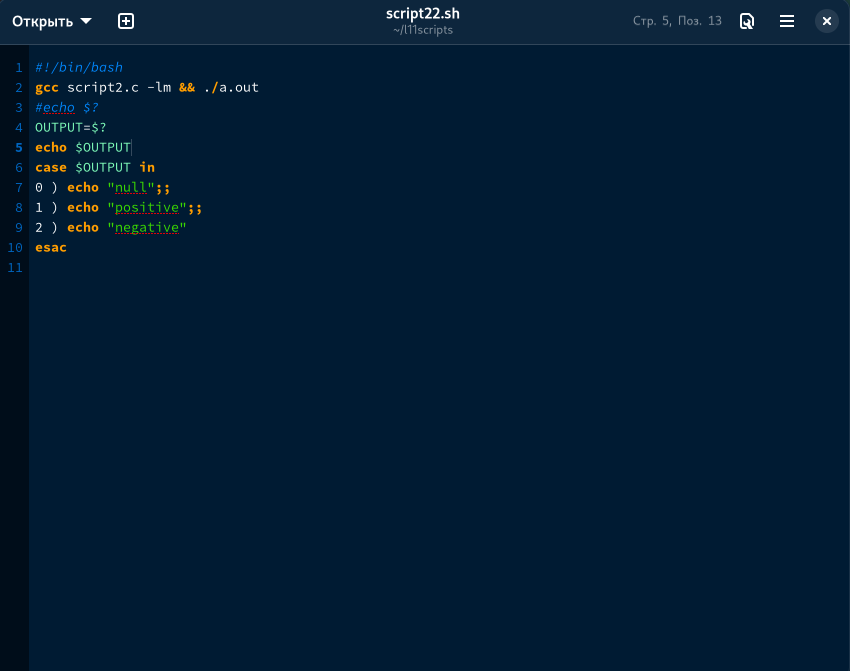 Открыть
script22.sh
~/l11scripts
Стр. 5, Поз. 13
1 #!/bin/bash
2 gcc script2.c -lm && ./a.out
3 #echo $?
4 OUTPUT=$?
5 echo $OUTPUT
6 case $OUTPUT in
7 0 ) echo "null";;
8 1 ) echo "positive";;
9 2 ) echo "negative"
10 esac
11